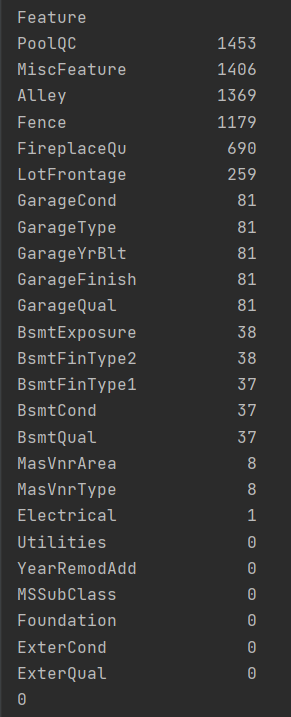 Feature
PoolQC 1453
MiscFeature 1406
Alley 1369
Fence 1179
FireplaceQu 690
LotFrontage 259
GarageCond 81
GarageType 81
GarageYrBlt 81
GarageFinish 81
GarageQual 81
BsmtExposure 38
BsmtFinType2 38
BsmtFinType1 37
BsmtCond 37
BsmtQual 37
MasVnrArea 8
MasVnrType 8
Electrical 1
Utilities 0
YearRemodAdd 0
MSSubClass 0
Foundation 0
ExterCond 0
ExterQual 0
0